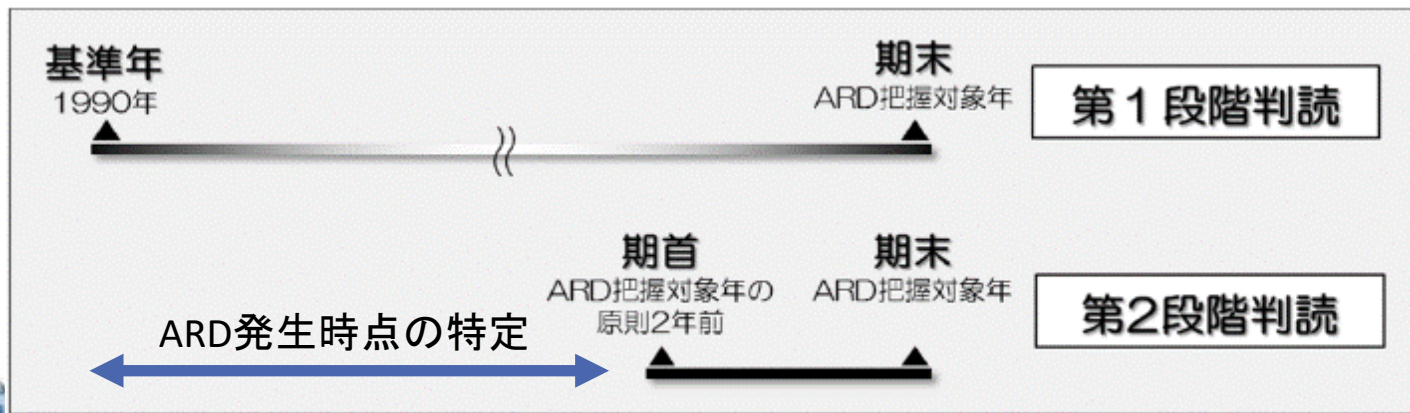 基準年
1990年
期末
ARD把握対象年
第1段階判読
期首
ARD把握対象年の
原則2年前
期末
ARD把握対象年
第2段階判読
ARD発生時点の特定